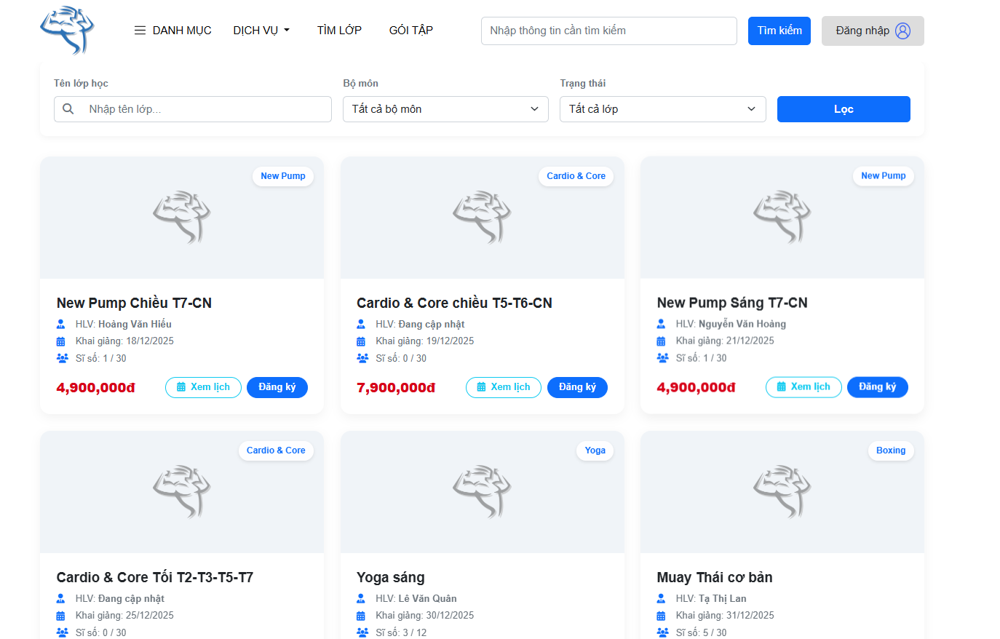 DANH MỤC DỊCH VỤ TÌM LỚP GÓI TẬP Nhập thông tin cần tìm kiếm Tìm kiếm Đăng nhập
Tên lớp học Bộ môn Trạng thái
Nhập tên lớp... Tất cả bộ môn Tất cả lớp Lọc
New Pump
New Pump Chiều T7-CN
HLV: Hoàng Văn Hiếu
Khai giảng: 18/12/2025
Sĩ số: 1 / 30
4,900,000đ Xem lịch Đăng ký
Cardio & Core
Cardio & Core chiều T5-T6-CN
HLV: Đang cập nhật
Khai giảng: 19/12/2025
Sĩ số: 0 / 30
7,900,000đ Xem lịch Đăng ký
New Pump
New Pump Sáng T7-CN
HLV: Nguyễn Văn Hoàng
Khai giảng: 21/12/2025
Sĩ số: 1 / 30
4,900,000đ Xem lịch Đăng ký
Cardio & Core
Cardio & Core Tối T2-T3-T5-T7
HLV: Đang cập nhật
Khai giảng: 25/12/2025
Sĩ số: 0 / 30
Yoga
Yoga sáng
HLV: Lê Văn Quân
Khai giảng: 30/12/2025
Sĩ số: 3 / 12
Boxing
Muay Thái cơ bản
HLV: Tạ Thị Lan
Khai giảng: 31/12/2025
Sĩ số: 5 / 30